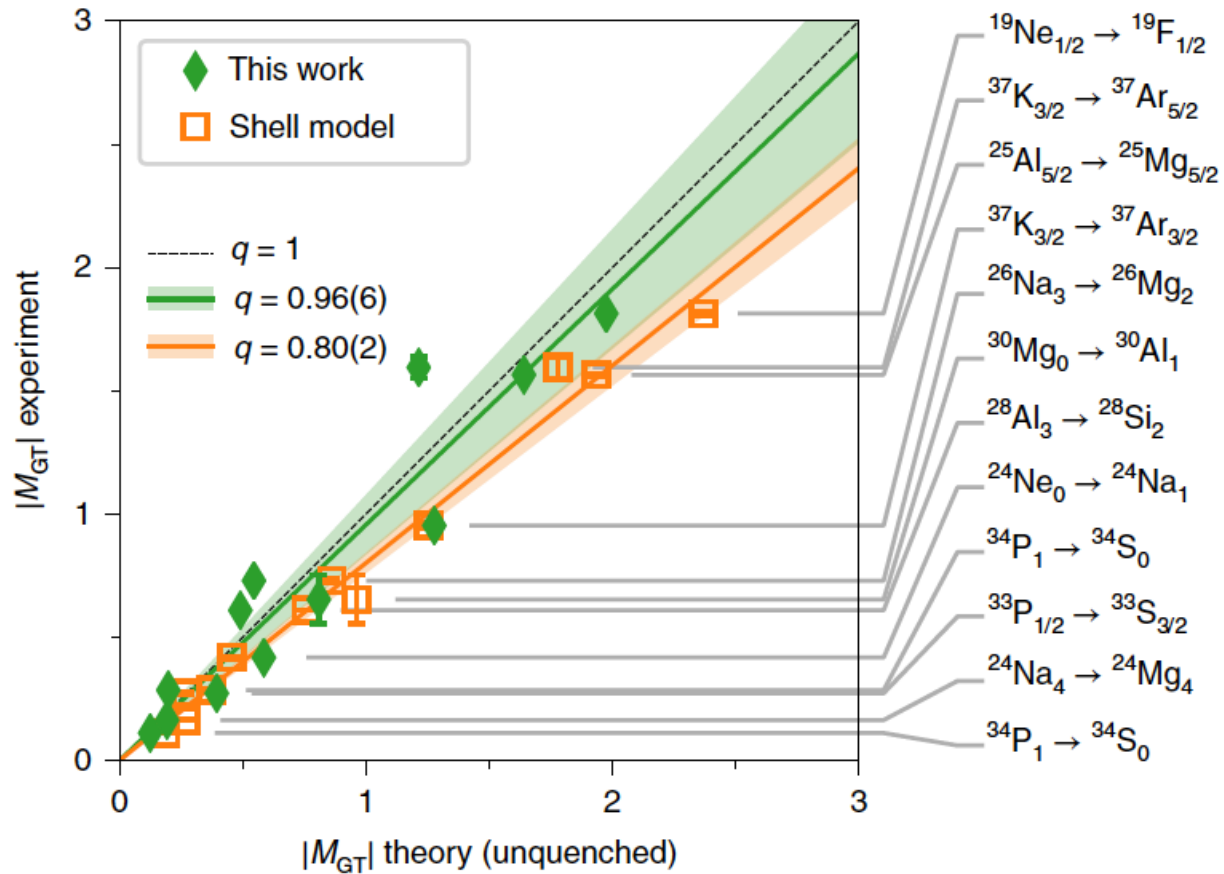 3
This work
Shell model
q = 1
q = 0.96(6)
q = 0.80(2)
2
1
0
|M_GT| experiment
0 1 2 3
|M_GT| theory (unquenched)
¹⁹Ne₁/₂ → ¹⁹F₁/₂
³⁷K₃/₂ → ³⁷Ar₅/₂
²⁵Al₅/₂ → ²⁵Mg₅/₂
³⁷K₃/₂ → ³⁷Ar₃/₂
²⁶Na₃ → ²⁶Mg₂
³⁰Mg₀ → ³⁰Al₁
²⁸Al₃ → ²⁸Si₂
²⁴Ne₀ → ²⁴Na₁
³⁴P₁ → ³⁴S₀
³³P₁/₂ → ³³S₃/₂
²⁴Na₄ → ²⁴Mg₄
³⁴P₁ → ³⁴S₀